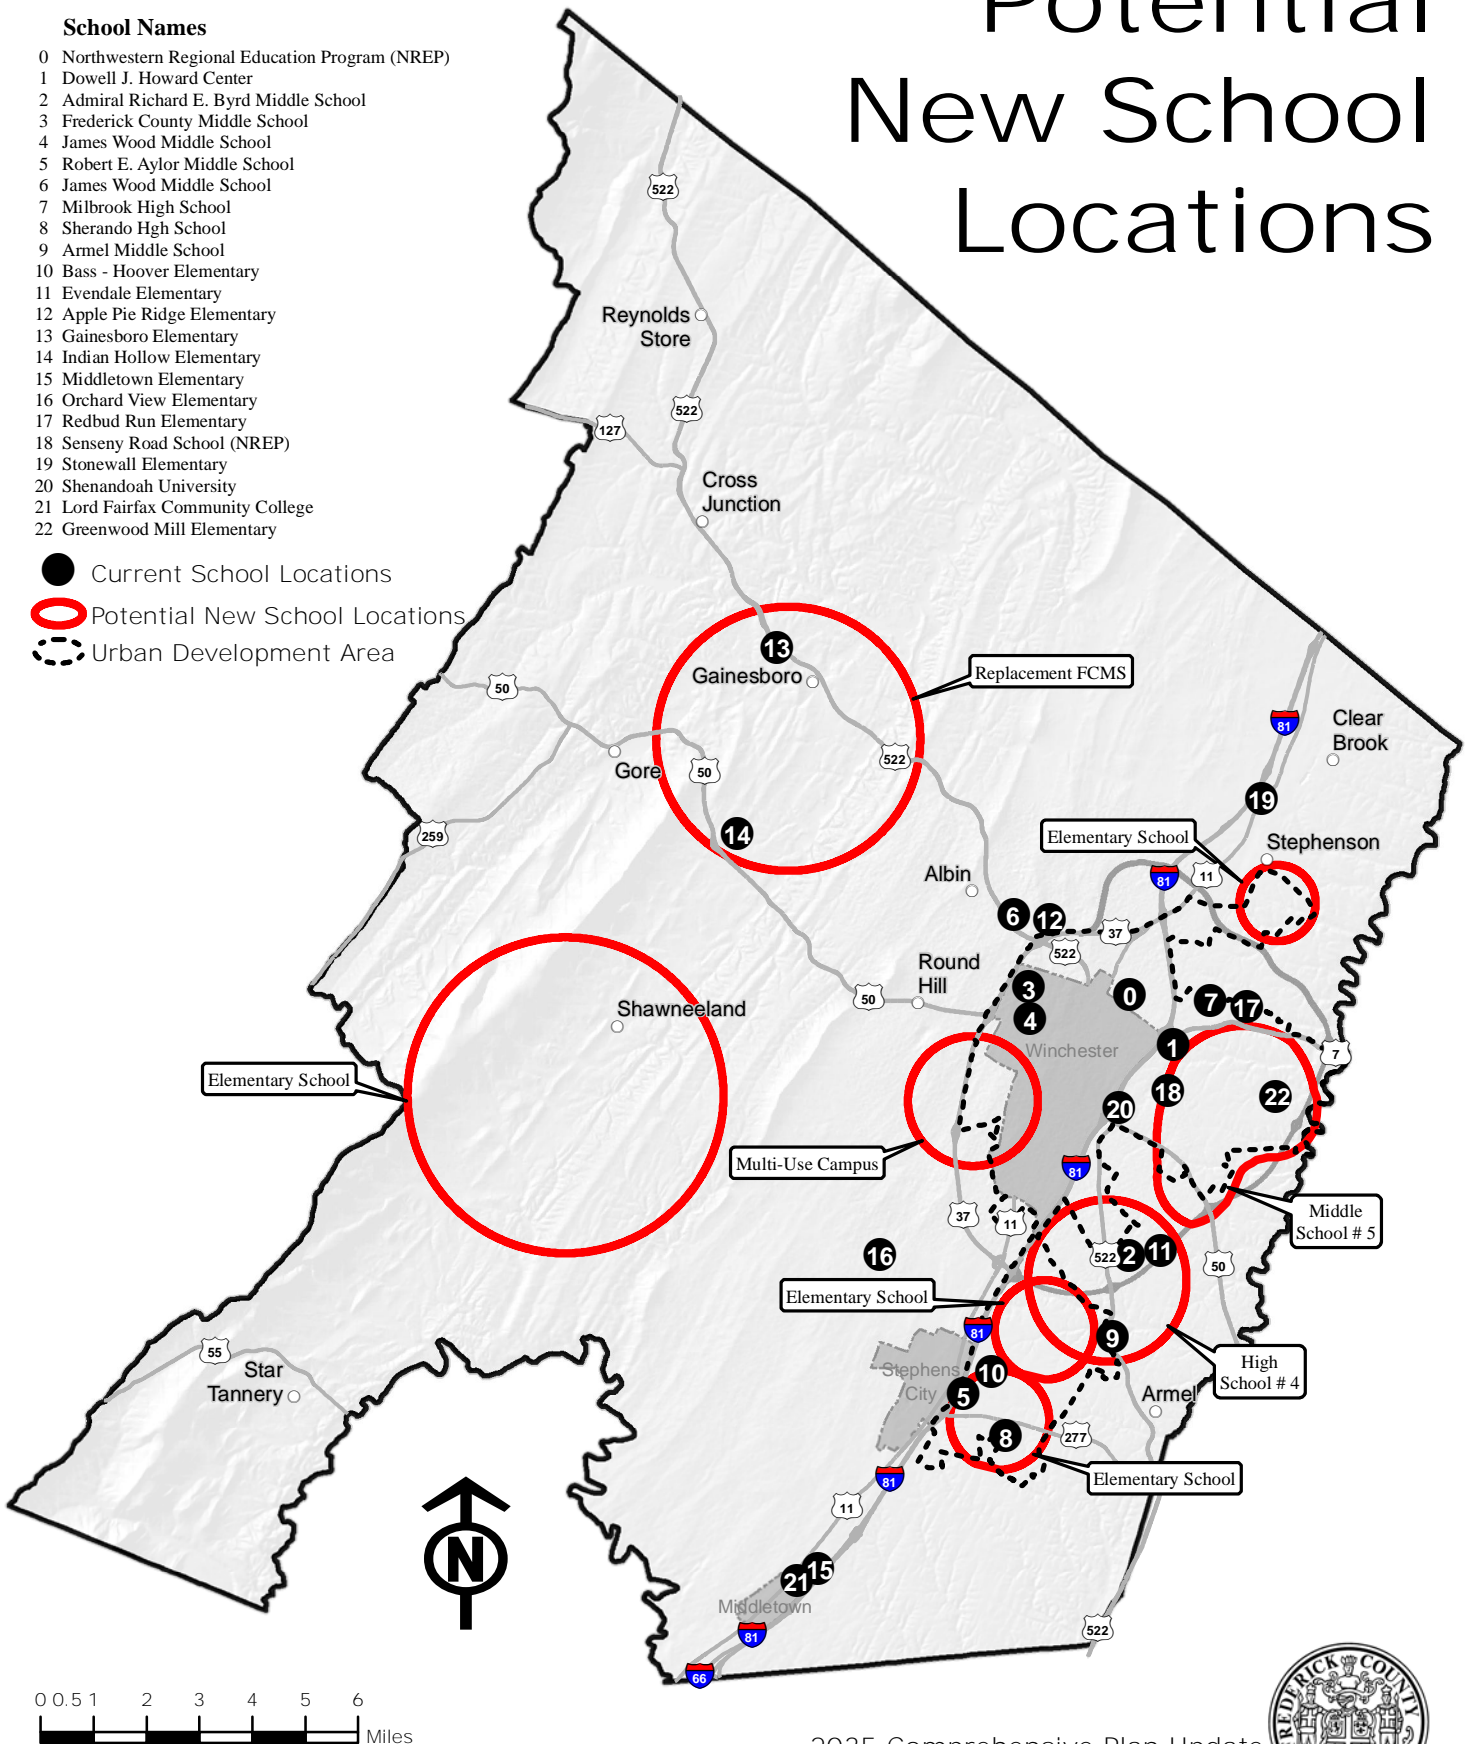 Potential
New School
Locations
School Names
0 Northwestern Regional Education Program (NREP)
1 Dowell J. Howard Center
2 Admiral Richard E. Byrd Middle School
3 Frederick County Middle School
4 James Wood Middle School
5 Robert E. Aylor Middle School
6 James Wood Middle School
7 Milbrook High School
8 Sherando Hgh School
9 Armel Middle School
10 Bass - Hoover Elementary
11 Evendale Elementary
12 Apple Pie Ridge Elementary
13 Gainesboro Elementary
14 Indian Hollow Elementary
15 Middletown Elementary
16 Orchard View Elementary
17 Redbud Run Elementary
18 Senseny Road School (NREP)
19 Stonewall Elementary
20 Shenandoah University
21 Lord Fairfax Community College
22 Greenwood Mill Elementary
Current School Locations
Potential New School Locations
Urban Development Area
522
Reynolds
Store
522
127
Cross
Junction
13
Gainesboro
Replacement FCMS
50
522
Gore
50
14
259
81
Clear
Brook
19
Elementary School
Stephenson
Albin
81
11
6
12
37
522
Round
Hill
50
3
4
0
7
17
Winchester
1
7
Shawneeland
Elementary School
18
22
20
Multi-Use Campus
81
37
11
Middle
School # 5
16
522
2
11
50
Elementary School
81
9
High
School # 4
55
Star
Tannery
Stephens
City
10
5
Armel
8
277
Elementary School
81
11
N
21
15
Middletown
81
66
522
0 0.5 1 2 3 4 5 6
Miles
2035 Comprehensive Plan Update
FREDERICK COUNTY